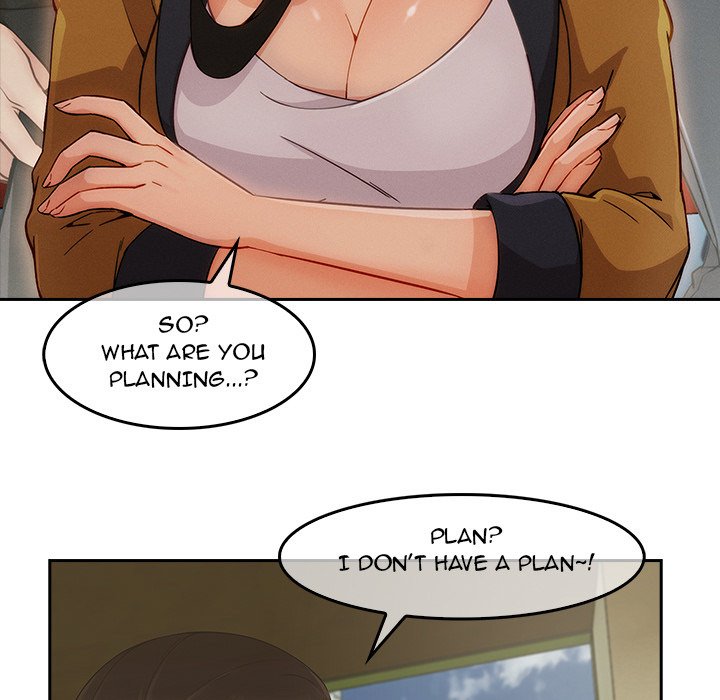 SO?
WHAT ARE YOU
PLANNING...?
PLAN?
I DON'T HAVE A PLAN~!